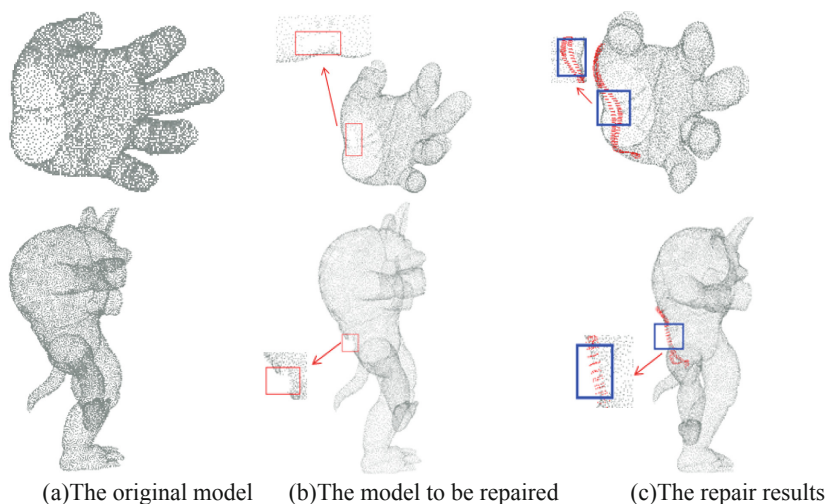 (a)The original model (b)The model to be repaired (c)The repair results